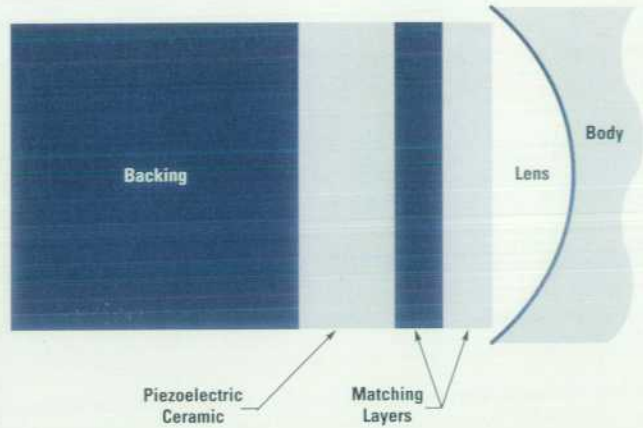 Backing
Lens
Body
Piezoelectric
Ceramic
Matching
Layers